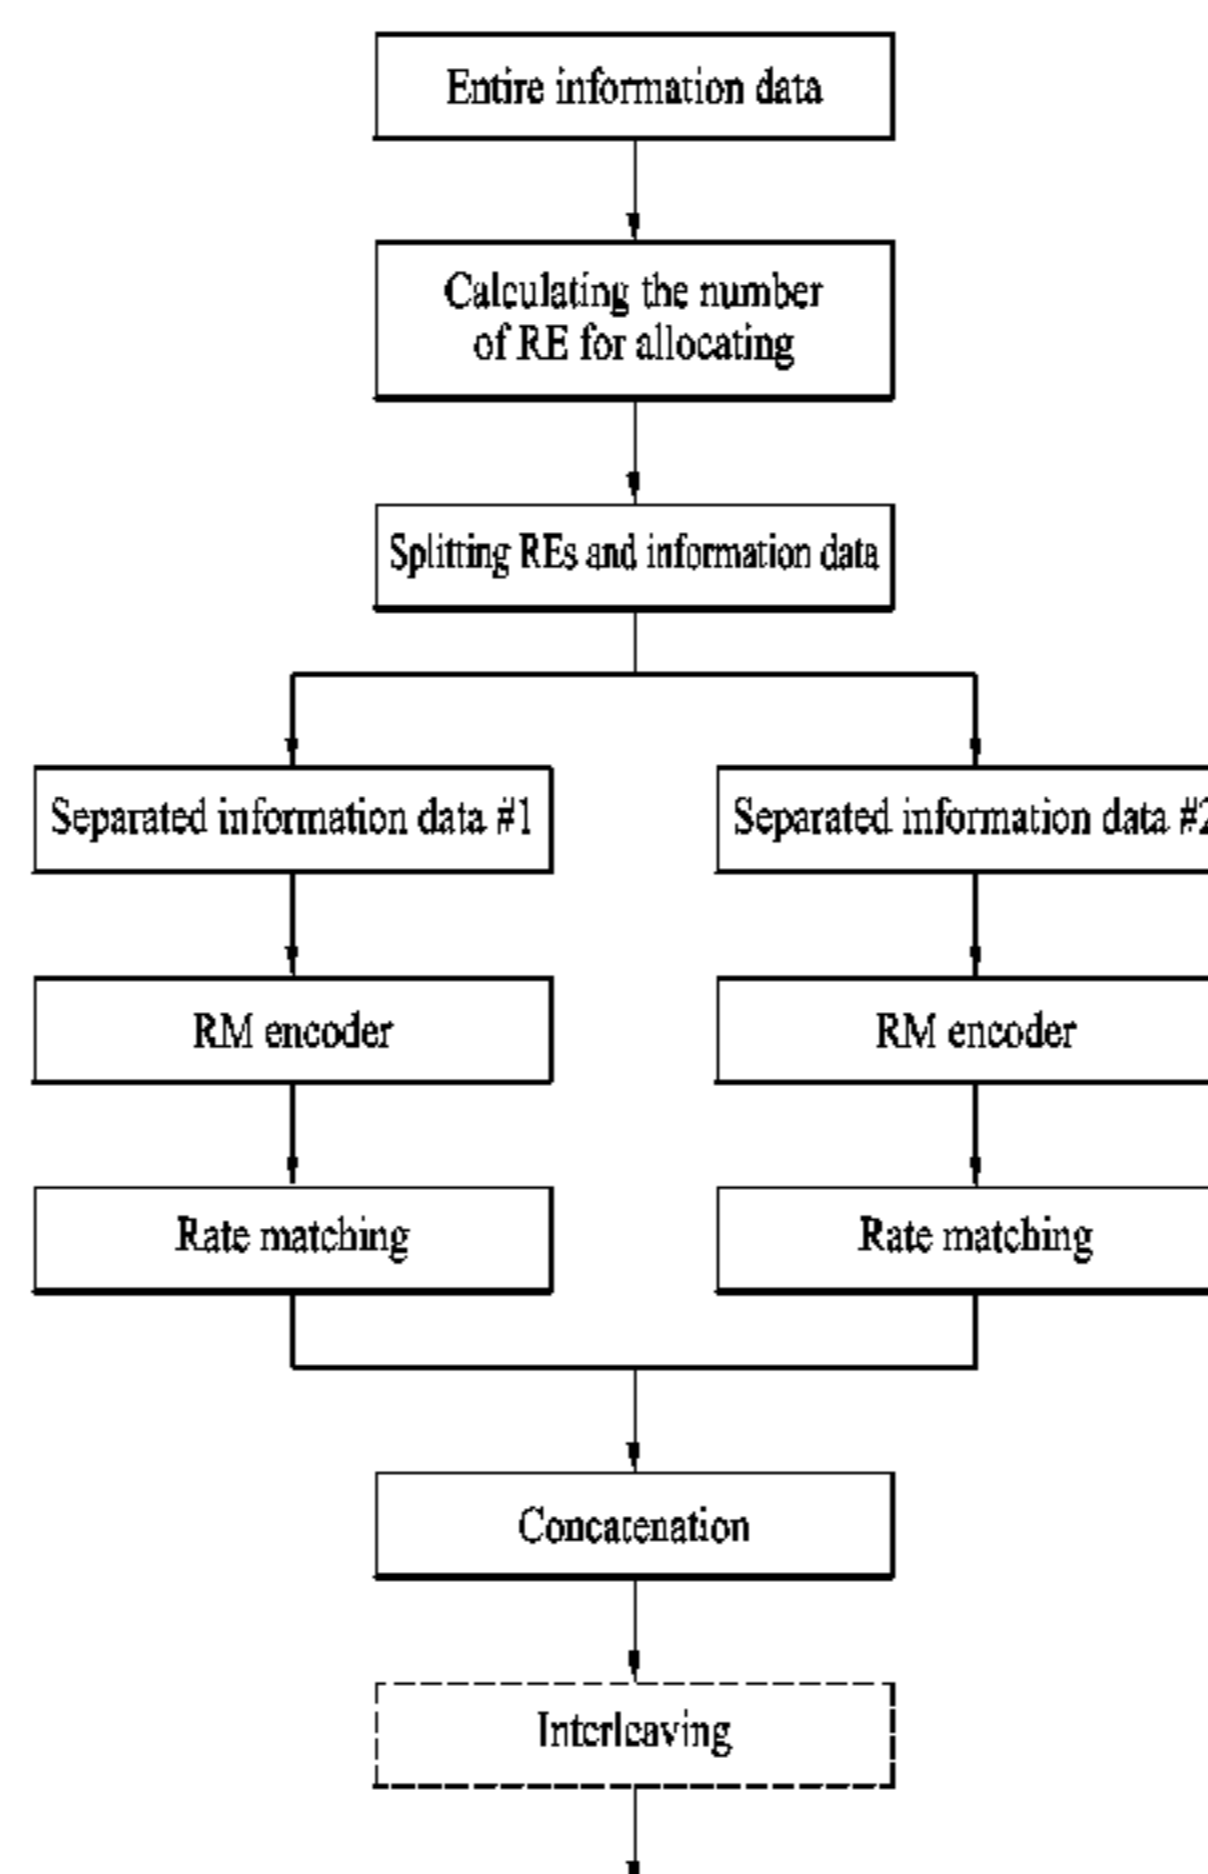 Entire information data
Calculating the number
of RE for allocating
Splitting REs and information data
Separated information data #1
Separated information data #2
RM encoder
RM encoder
Rate matching
Rate matching
Concatenation
Interleaving